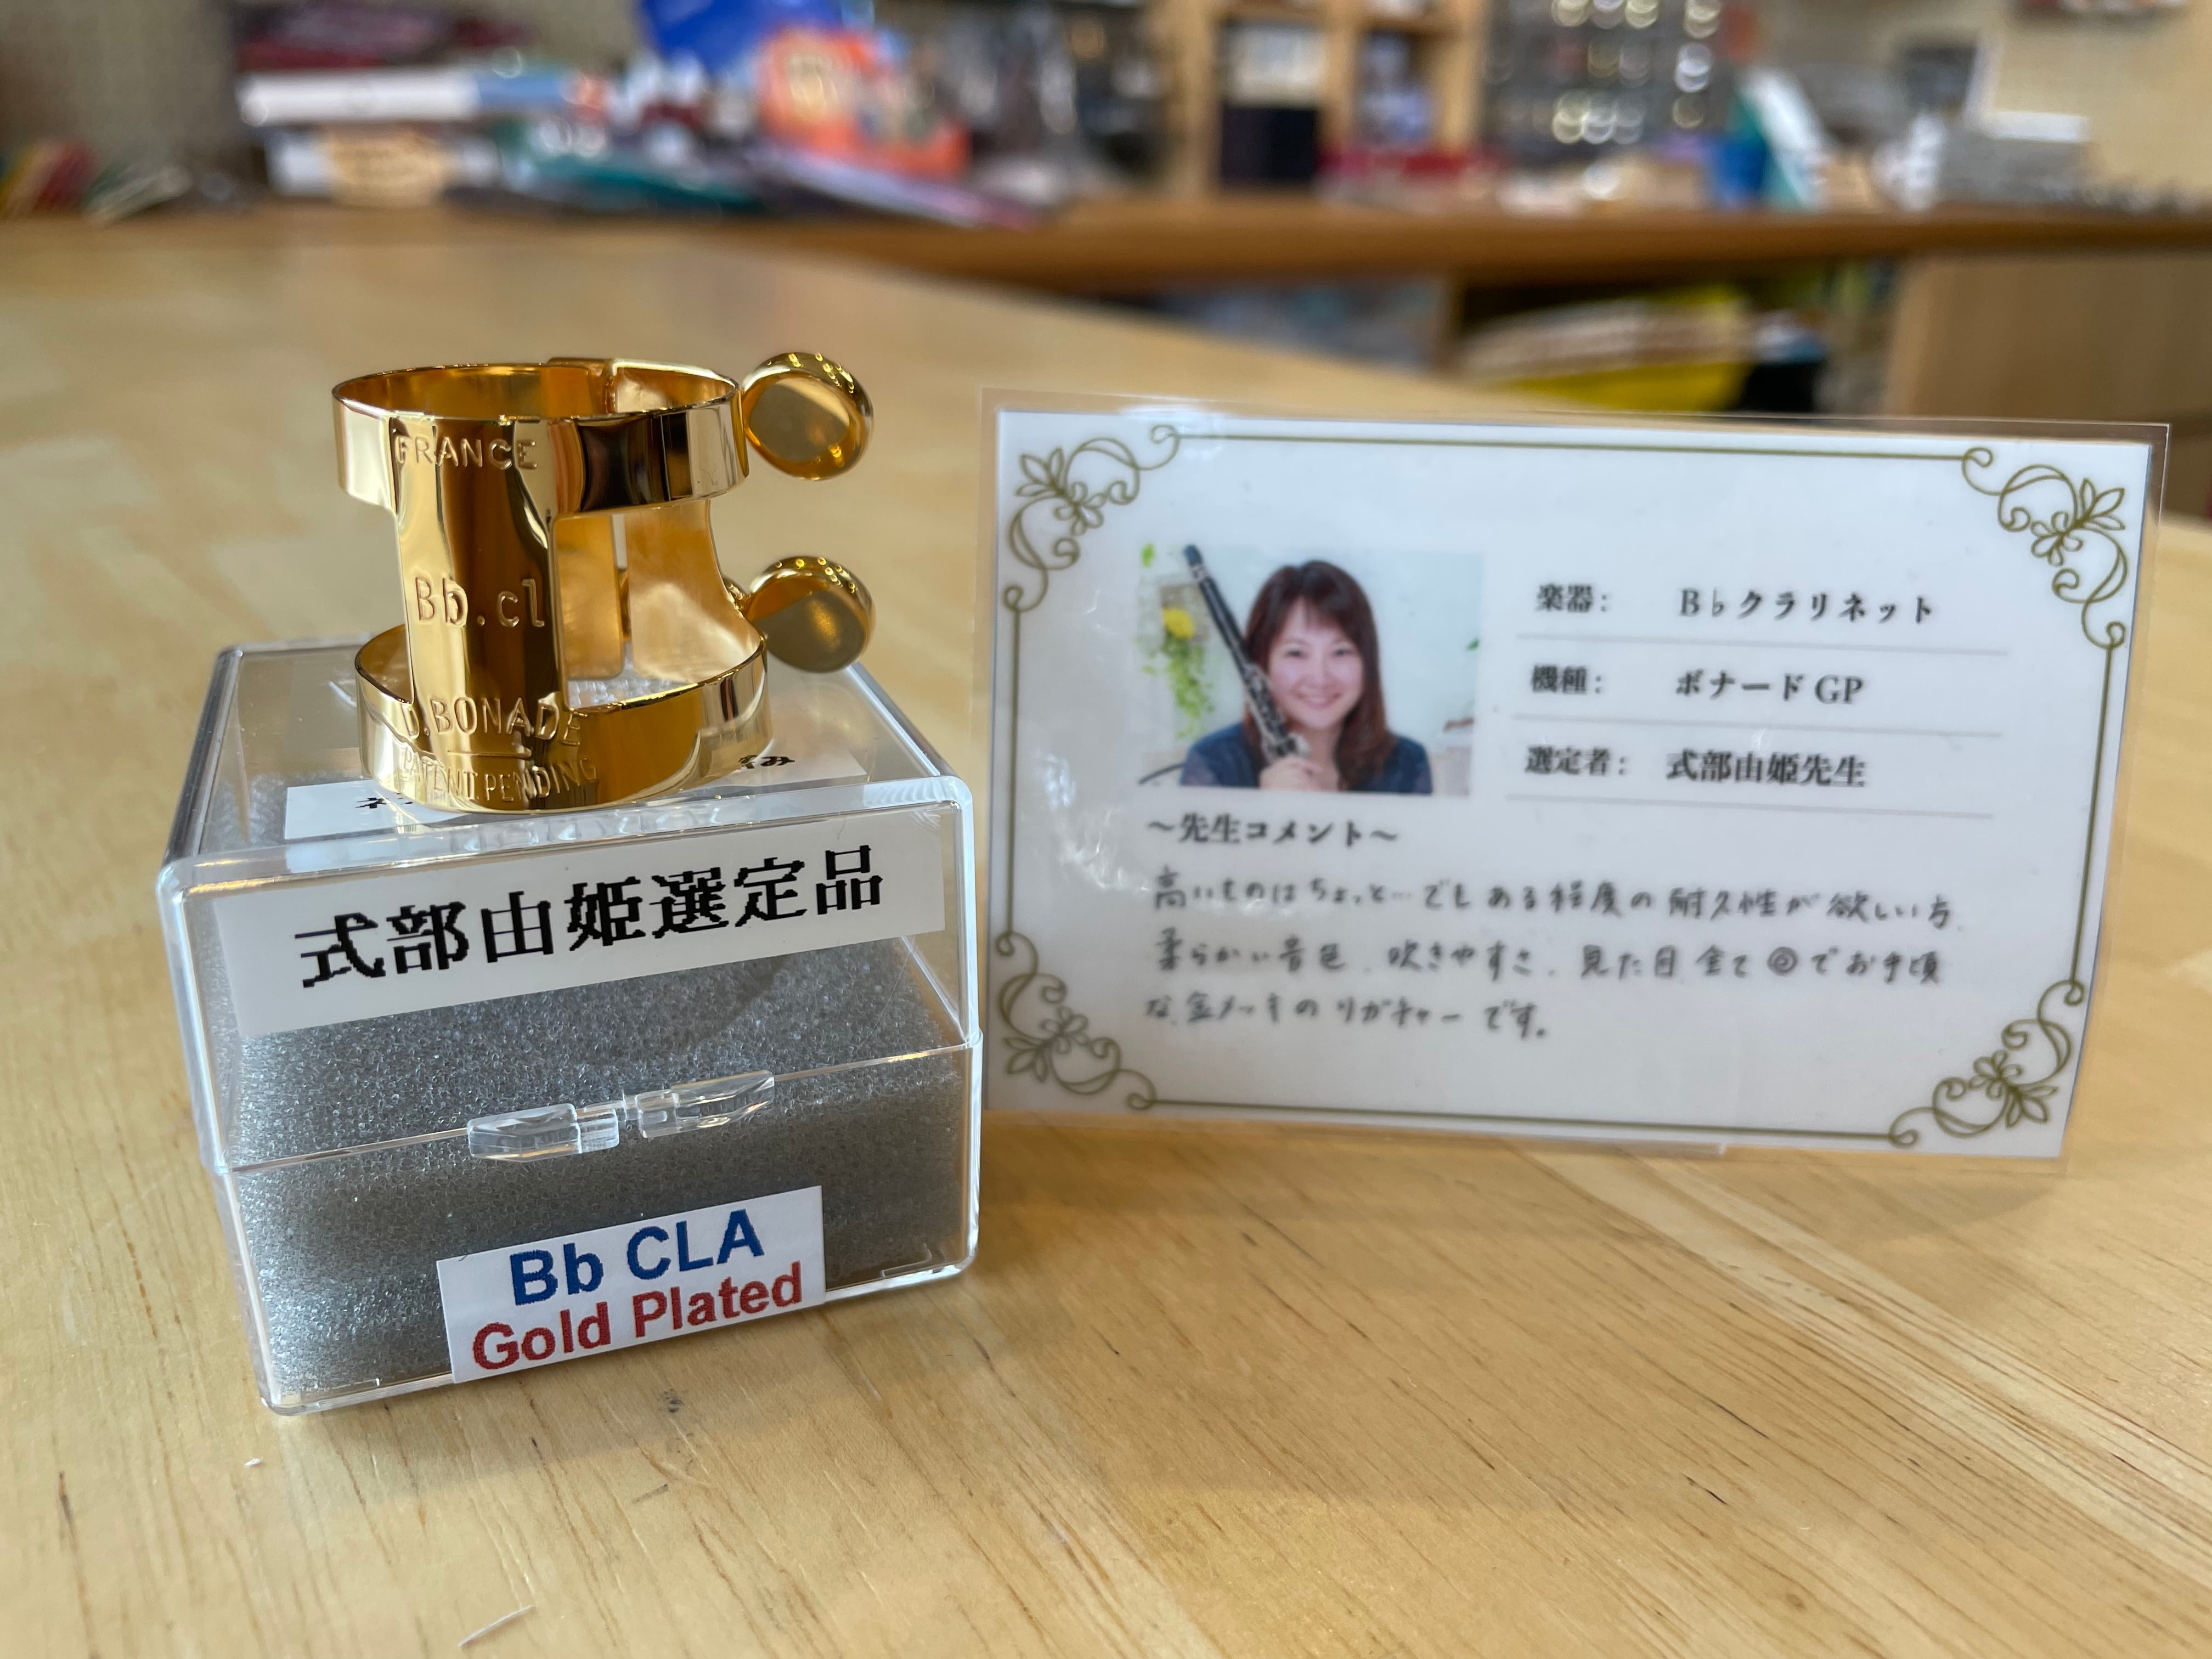 FRANCE
Bb.cl
D.BONADE
PATENT.PENDING
式部由姫選定品
Bb CLA
Gold Plated
楽器: B♭クラリネット
機種: ボナード GP
選定者: 式部由姫先生
～先生コメント～
高いものはちょっと…でもある程度の耐久性が欲しい方、
柔らかい音色、吹きやすさ、見た目 全て◎でお手頃
な、金メッキのリガチャーです。